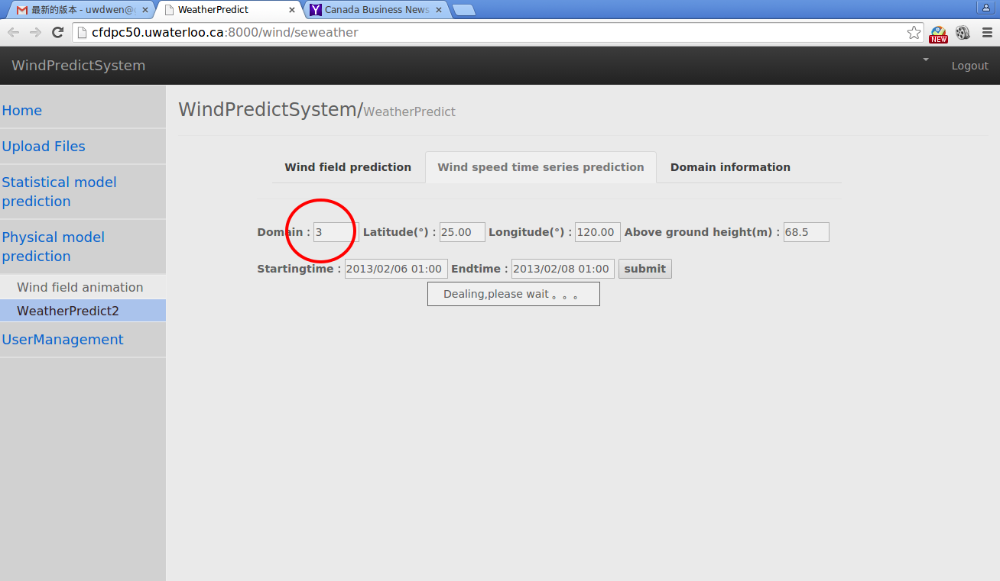 最新的版本 - uwdwen@g
WeatherPredict
Canada Business News
cfdpc50.uwaterloo.ca:8000/wind/seweather
NEW
WindPredictSystem
Logout
Home
Upload Files
Statistical model
prediction
Physical model
prediction
Wind field animation
WeatherPredict2
UserManagement
WindPredictSystem/WeatherPredict
Wind field prediction Wind speed time series prediction Domain information
Domain : 3 Latitude(°) : 25.00 Longitude(°) : 120.00 Above ground height(m) : 68.5
Startingtime : 2013/02/06 01:00 Endtime : 2013/02/08 01:00 submit
Dealing,please wait 。。。